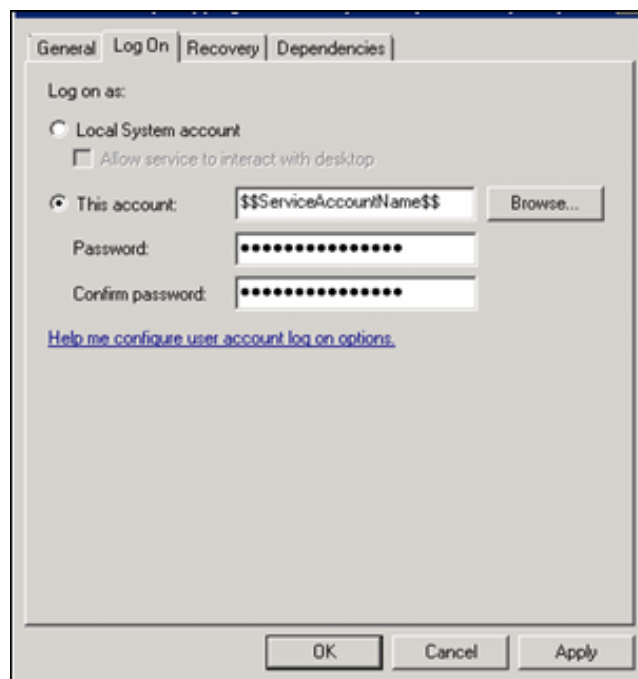 General Log On Recovery Dependencies
Log on as:
Local System account
Allow service to interact with desktop
This account: $$ServiceAccountName$$ Browse...
Password: ●●●●●●●●●●●●●●●
Confirm password: ●●●●●●●●●●●●●●●
Help me configure user account log on options.
OK Cancel Apply